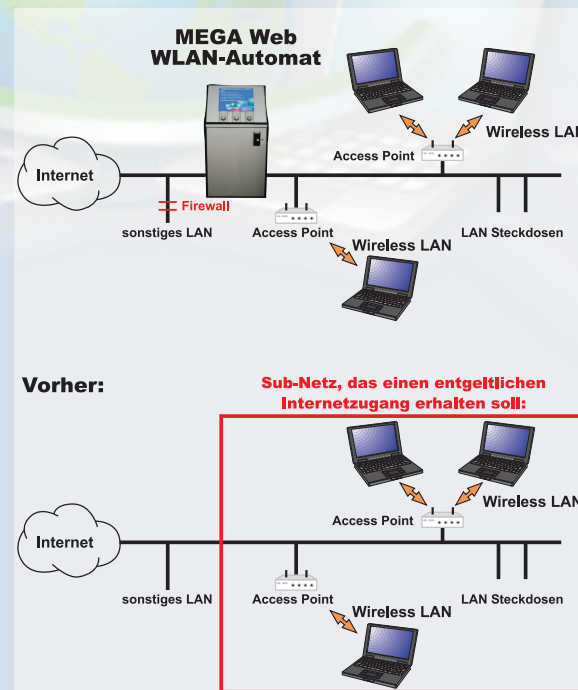 MEGA Web
WLAN-Automat
Wireless LAN
Access Point
Internet
Firewall
sonstiges LAN
Access Point
LAN Steckdosen
Wireless LAN
Vorher:
Sub-Netz, das einen entgeltlichen
Internetzugang erhalten soll:
Wireless LAN
Access Point
Internet
sonstiges LAN
Access Point
LAN Steckdosen
Wireless LAN